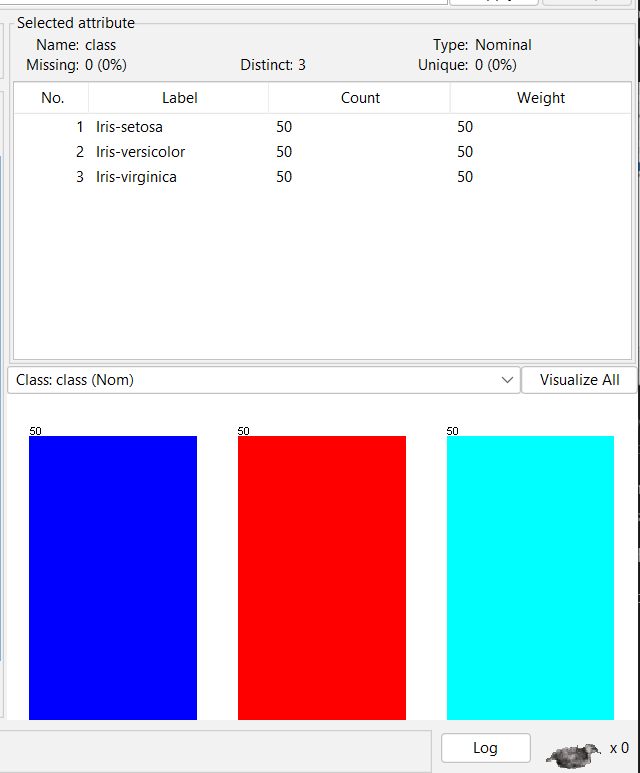 Selected attribute
Name: class Type: Nominal
Missing: 0 (0%) Distinct: 3 Unique: 0 (0%)
No. Label Count Weight
1 Iris-setosa 50 50
2 Iris-versicolor 50 50
3 Iris-virginica 50 50
Class: class (Nom) Visualize All
50 50 50
Log x 0